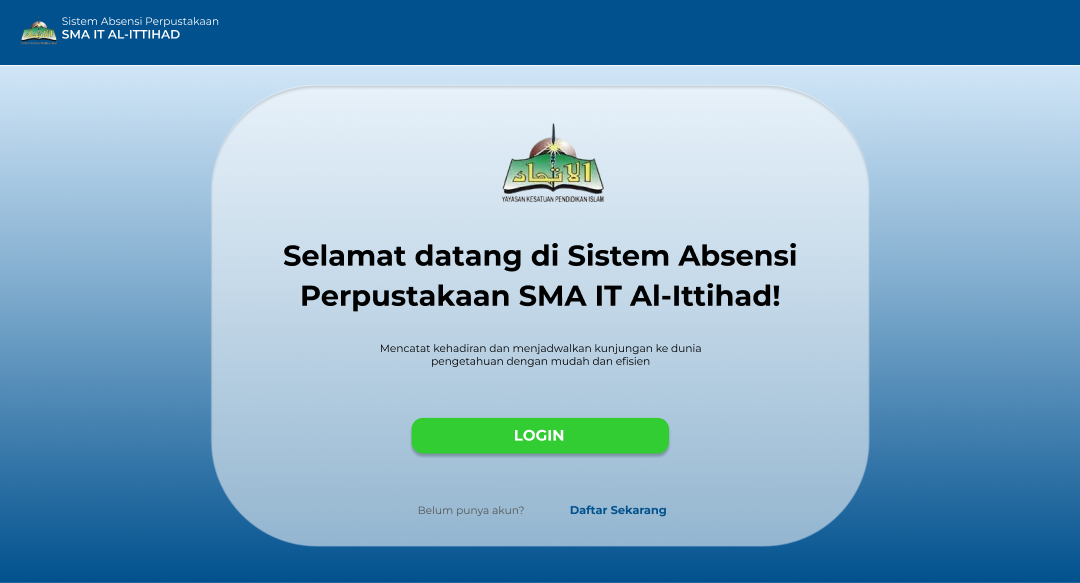 Sistem Absensi Perpustakaan
SMA IT AL-ITTIHAD
الاتحاد
YAYASAN KESATUAN PENDIDIKAN ISLAM
Selamat datang di Sistem Absensi
Perpustakaan SMA IT Al-Ittihad!
Mencatat kehadiran dan menjadwalkan kunjungan ke dunia
pengetahuan dengan mudah dan efisien
LOGIN
Belum punya akun? Daftar Sekarang